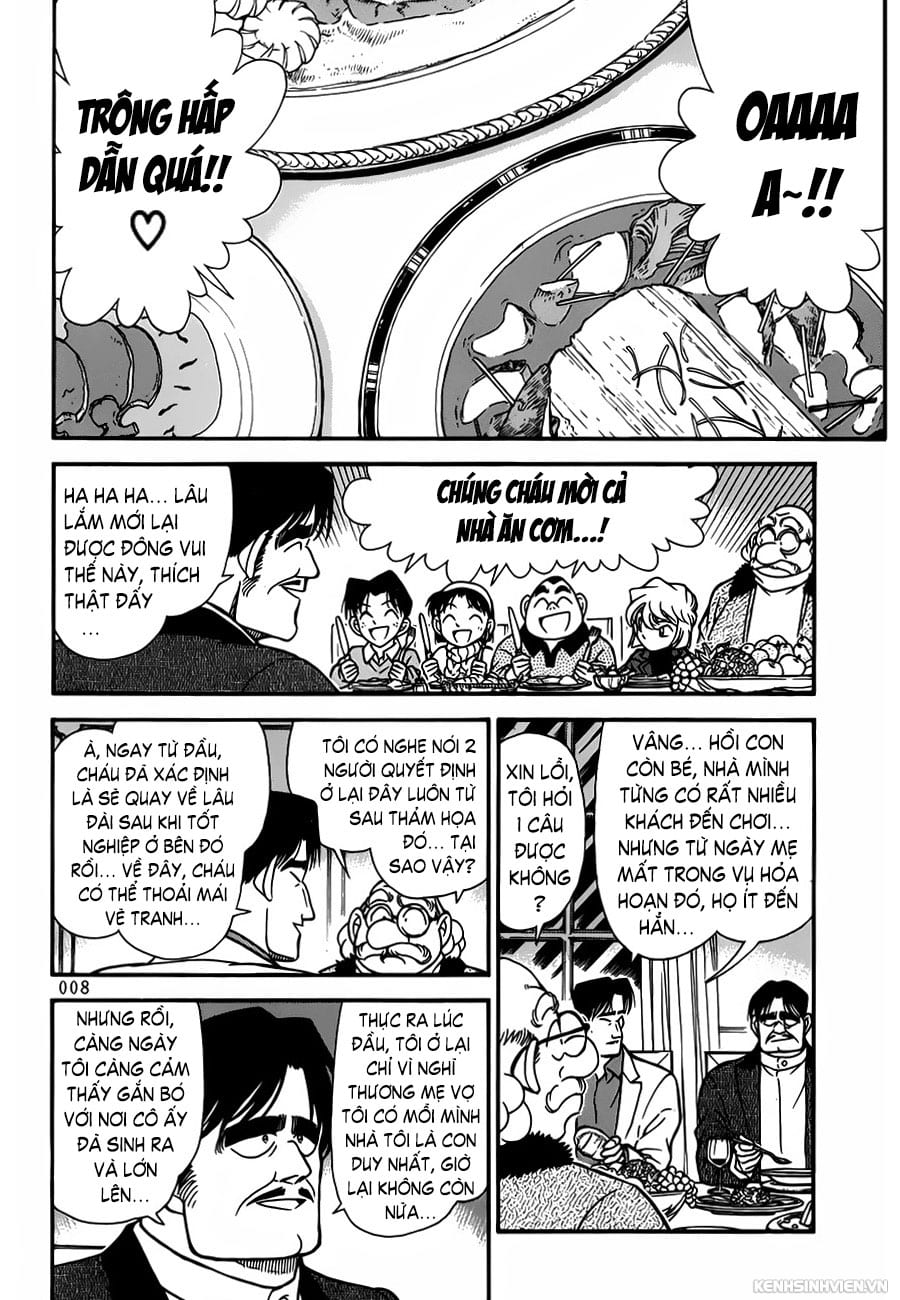 OAAAA
A~!!
TRÔNG HẤP
DẪN QUÁ!!
♡
CHÚNG CHÁU MỜI CẢ
NHÀ ĂN CƠM...!
HA HA HA... LÂU
LẮM MỚI LẠI
ĐƯỢC ĐÔNG VUI
THẾ NÀY, THÍCH
THẬT ĐẤY
...
VÂNG... HỒI CON
CÒN BÉ, NHÀ MÌNH
TỪNG CÓ RẤT NHIỀU
KHÁCH ĐẾN CHƠI...
NHƯNG TỪ NGÀY MẸ
MẤT TRONG VỤ HỎA
HOẠN ĐÓ, HỌ ÍT ĐẾN
HẲN...
XIN LỖI,
TÔI HỎI
1 CÂU
ĐƯỢC
KHÔNG
?
TÔI CÓ NGHE NÓI 2
NGƯỜI QUYẾT ĐỊNH
Ở LẠI ĐÂY LUÔN TỪ
SAU THẢM HỌA
ĐÓ... TẠI
SAO VẬY?
À, NGAY TỪ ĐẦU,
CHÁU ĐÃ XÁC ĐỊNH
LÀ SẼ QUAY VỀ LÂU
ĐÀI SAU KHI TỐT
NGHIỆP Ở BÊN ĐÓ
RỒI... VỀ ĐÂY, CHÁU
CÓ THỂ THOẢI MÁI
VẼ TRANH...
008
THỰC RA LÚC
ĐẦU, TÔI Ở LẠI
CHỈ VÌ NGHĨ
THƯƠNG MẸ VỢ
TÔI CÓ MỖI MÌNH
NHÀ TÔI LÀ CON
DUY NHẤT, GIỜ
LẠI KHÔNG CÒN
NỮA...
NHƯNG RỒI,
CÀNG NGÀY
TÔI CÀNG CẢM
THẤY GẮN BÓ
VỚI NƠI CÔ ẤY
ĐÃ SINH RA
VÀ LỚN
LÊN...
KENHSINHVIEN.VN